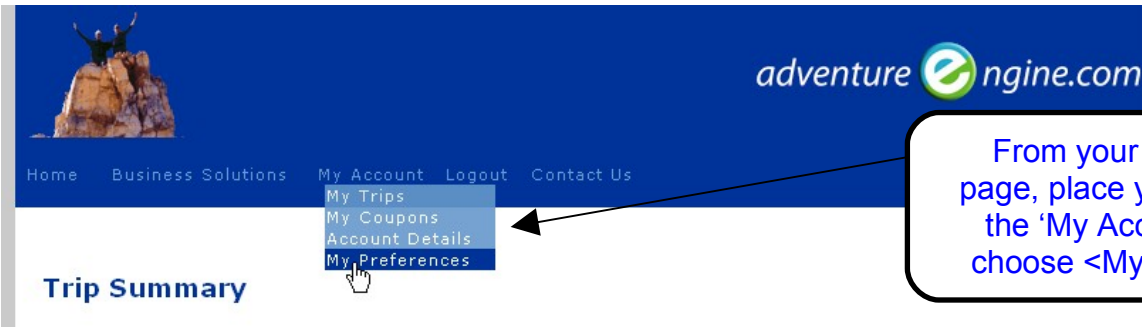 adventure engine.com
Home Business Solutions My Account Logout Contact Us
My Trips
My Coupons
Account Details
My Preferences
Trip Summary
From your
page, place
the ‘My
choose <My